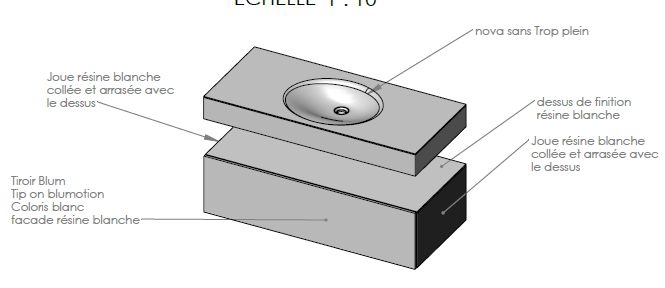 ECHELLE 1 : 10
nova sans Trop plein
Joue résine blanche
collée et arrasée avec
le dessus
dessus de finition
résine blanche
Joue résine blanche
collée et arrasée avec
le dessus
Tiroir Blum
Tip on blumotion
Coloris blanc
facade résine blanche